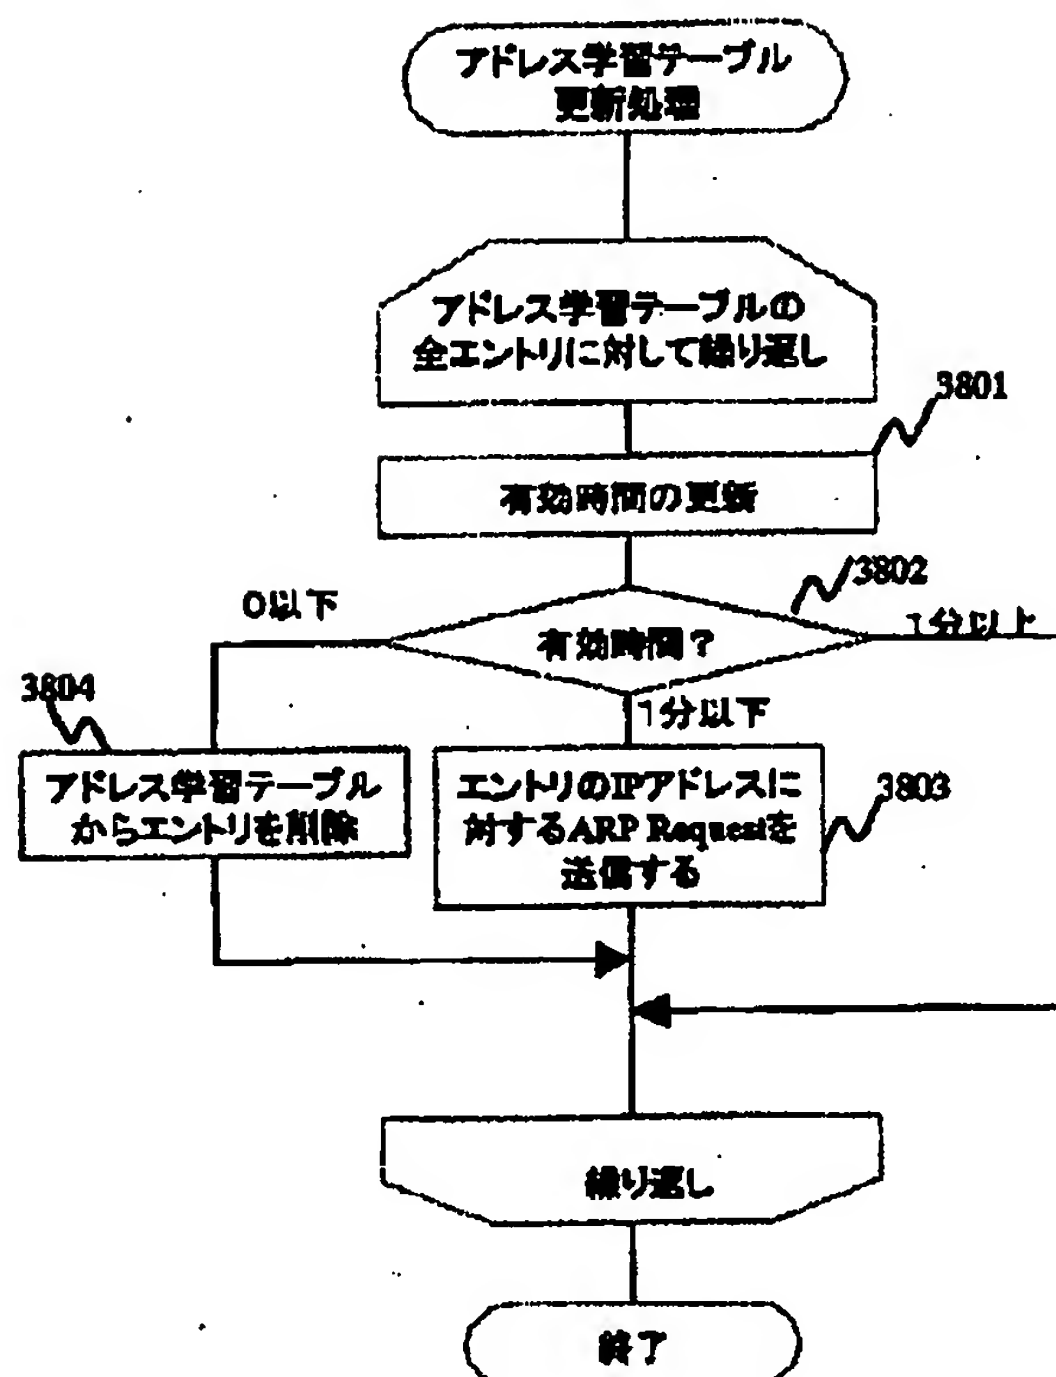 アドレス学習テーブル
更新処理
アドレス学習テーブルの
全エントリに対して繰り返し
3801
有効時間の更新
3802
0以下
有効時間？
1分以上
3804
1分以下
アドレス学習テーブル
からエントリを削除
エントリのIPアドレスに
対するARP Requestを
送信する
3803
繰り返し
終了